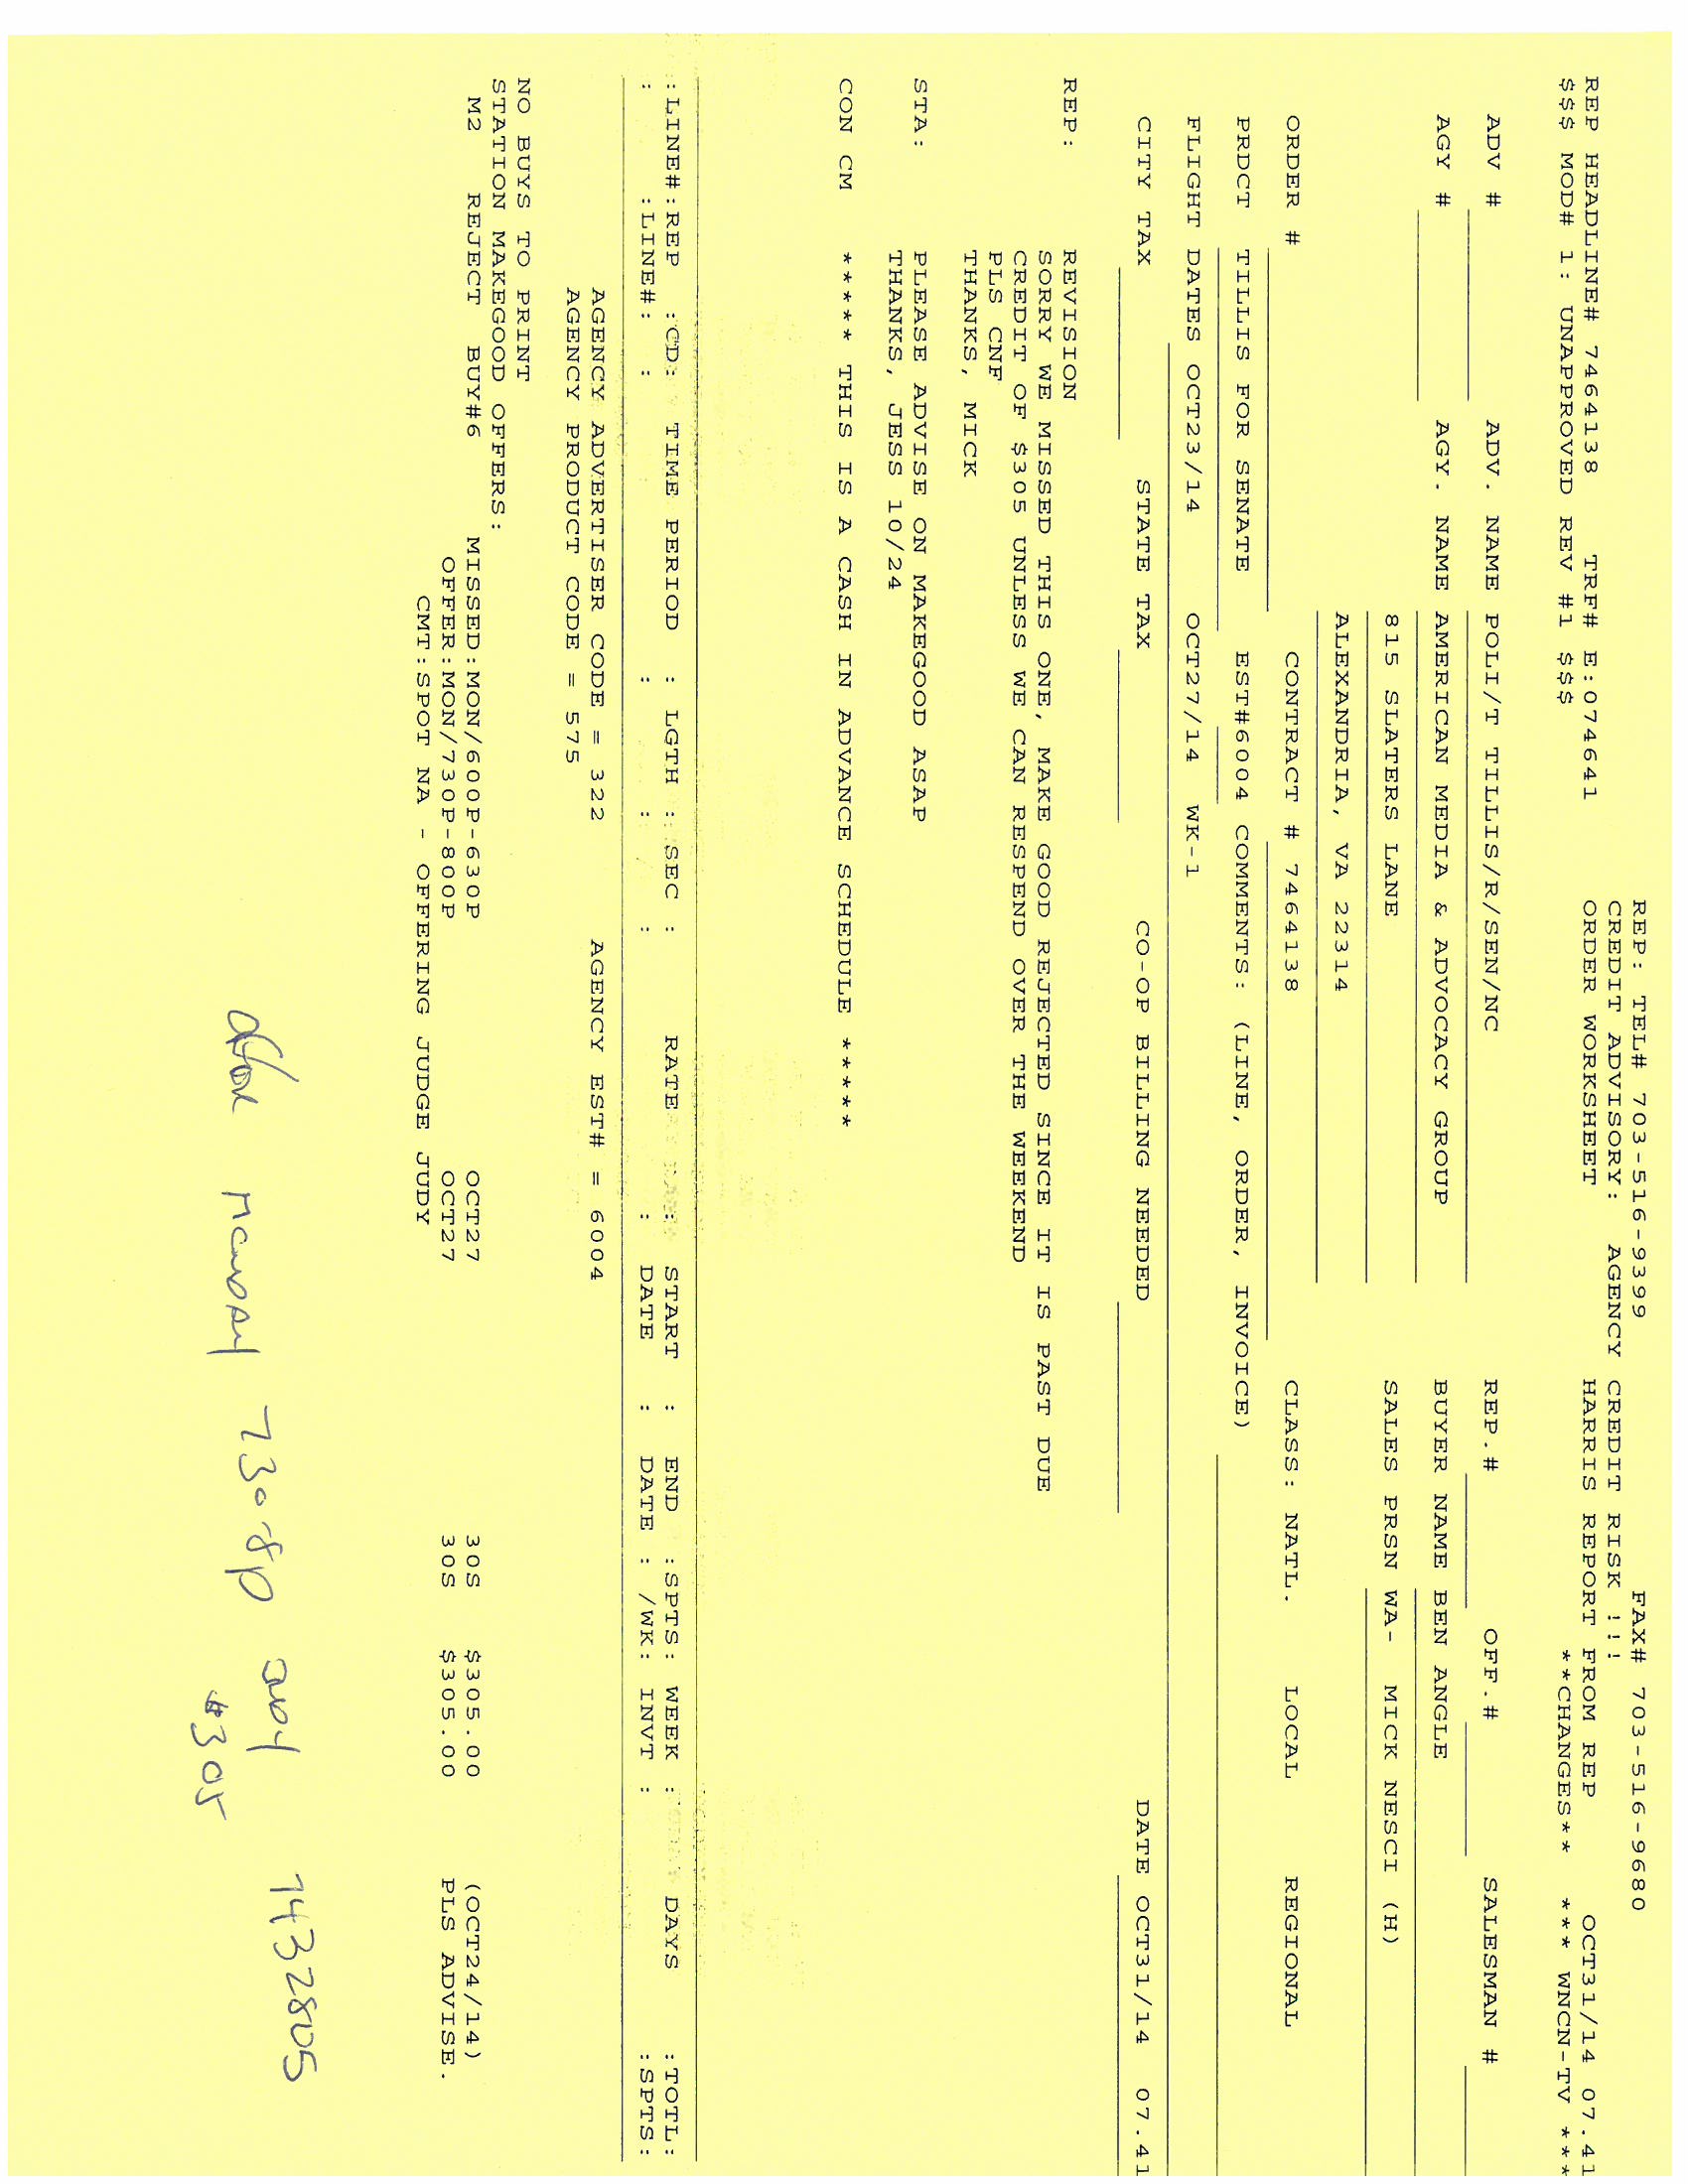 REP: TEL# 703-516-9399 FAX# 703-516-9680
CREDIT ADVISORY: AGENCY CREDIT RISK !!!
REP HEADLINE# 7464138 TRF# E:074641 ORDER WORKSHEET HARRIS REPORT FROM REP OCT31/14 07.41
$$$ MOD# 1: UNAPPROVED REV #1 $$$ **CHANGES** *** WNCN-TV ***
ADV # ADV. NAME POLI/T TILLIS/R/SEN/NC REP.# OFF.# SALESMAN #
AGY # AGY. NAME AMERICAN MEDIA & ADVOCACY GROUP BUYER NAME BEN ANGLE
815 SLATERS LANE SALES PRSN WA- MICK NESCI (H)
ALEXANDRIA, VA 22314
ORDER # CONTRACT # 7464138 CLASS: NATL. LOCAL REGIONAL
PRDCT TILLIS FOR SENATE EST#6004 COMMENTS: (LINE, ORDER, INVOICE)
FLIGHT DATES OCT23/14 OCT27/14 WK-1
CITY TAX STATE TAX CO-OP BILLING NEEDED DATE OCT31/14 07.41
REP: REVISION
SORRY WE MISSED THIS ONE, MAKE GOOD REJECTED SINCE IT IS PAST DUE
CREDIT OF $305 UNLESS WE CAN RESPEND OVER THE WEEKEND
PLS CNF
THANKS, MICK
STA: PLEASE ADVISE ON MAKEGOOD ASAP
THANKS, JESS 10/24
CON CM ***** THIS IS A CASH IN ADVANCE SCHEDULE *****
:LINE#:REP :CD: TIME PERIOD : LGTH : SEC : RATE : START : END :SPTS: WEEK : DAYS :TOTL:
: :LINE#: : : : : : DATE : DATE : /WK: INVT : :SPTS:
AGENCY ADVERTISER CODE = 322 AGENCY EST# = 6004
AGENCY PRODUCT CODE = 575
NO BUYS TO PRINT
STATION MAKEGOOD OFFERS:
M2 REJECT BUY#6 MISSED:MON/600P-630P OCT27 30S $305.00 (OCT24/14)
OFFER:MON/730P-800P OCT27 30S $305.00 PLS ADVISE.
CMT:SPOT NA - OFFERING JUDGE JUDY
Monday 730-8p 7432805
$305